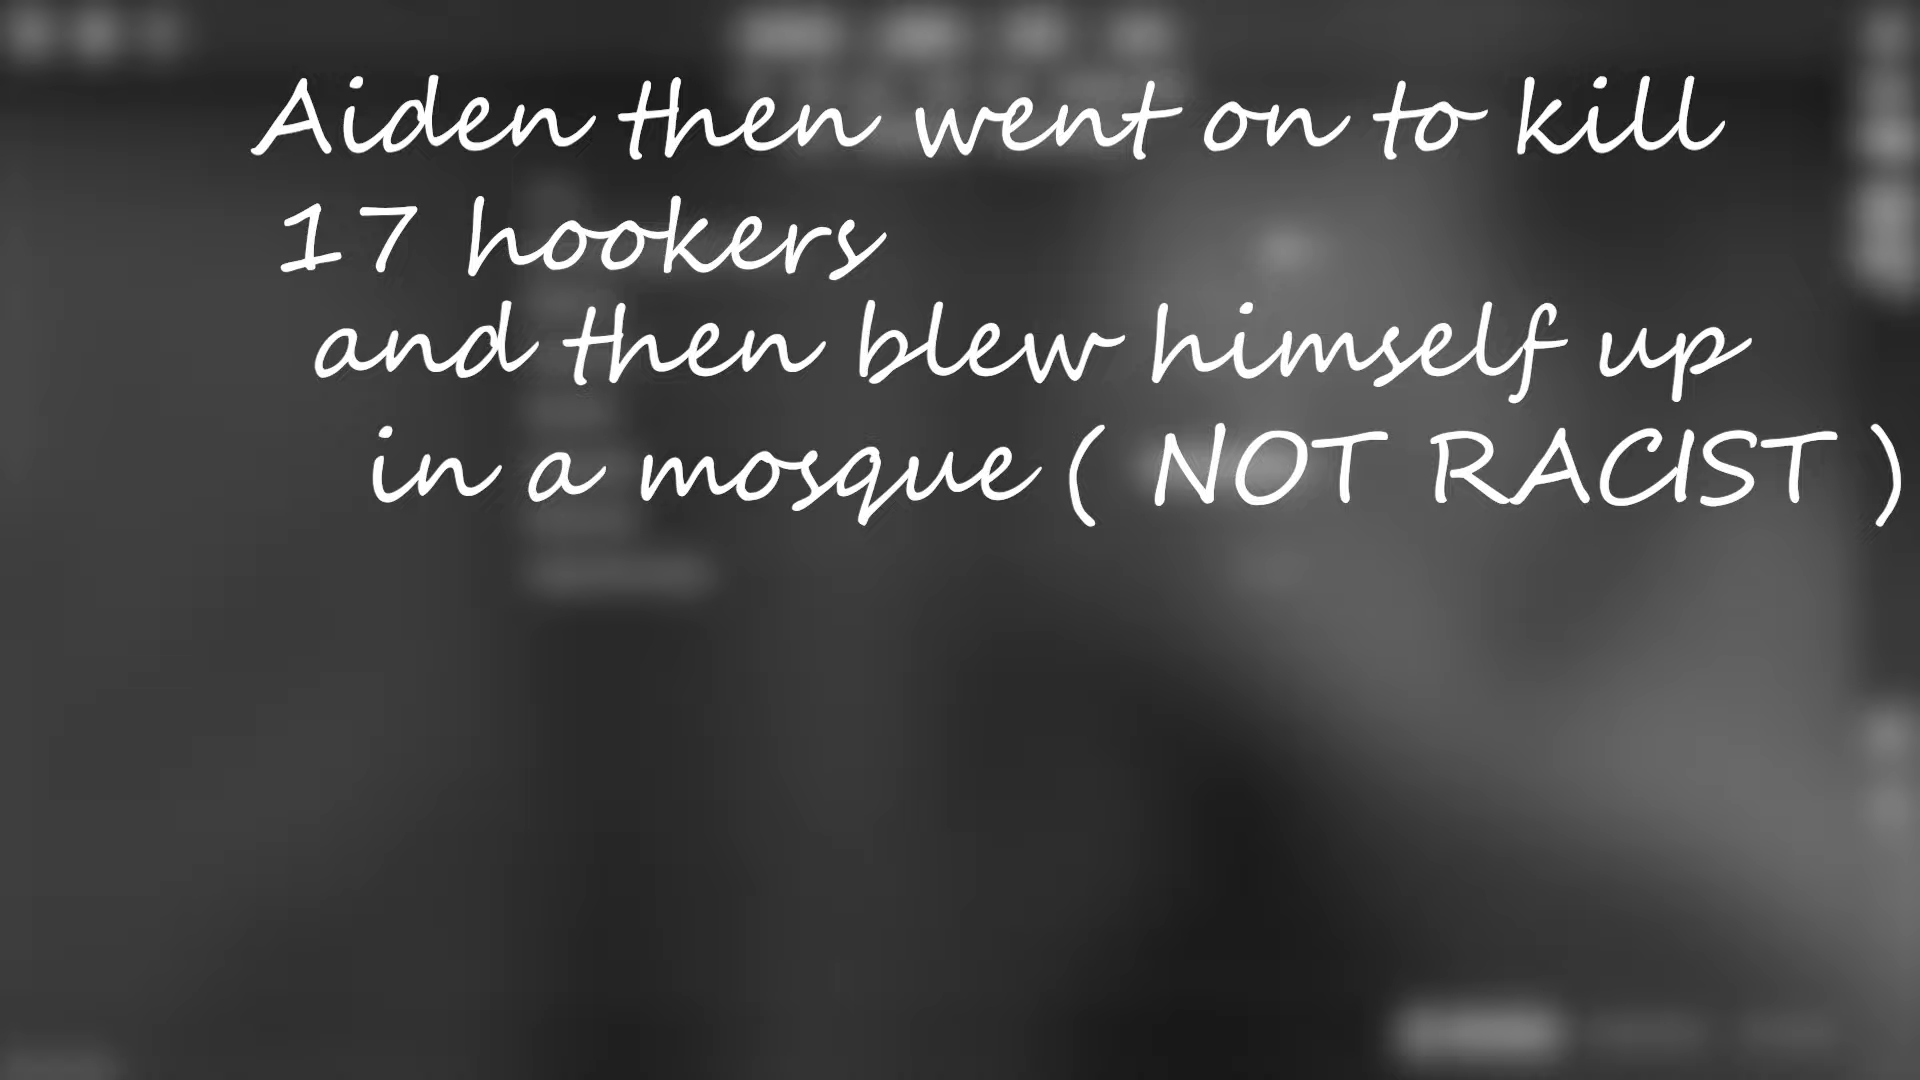 Aiden then went on to kill
17 hookers
and then blew himself up
in a mosque ( NOT RACIST )